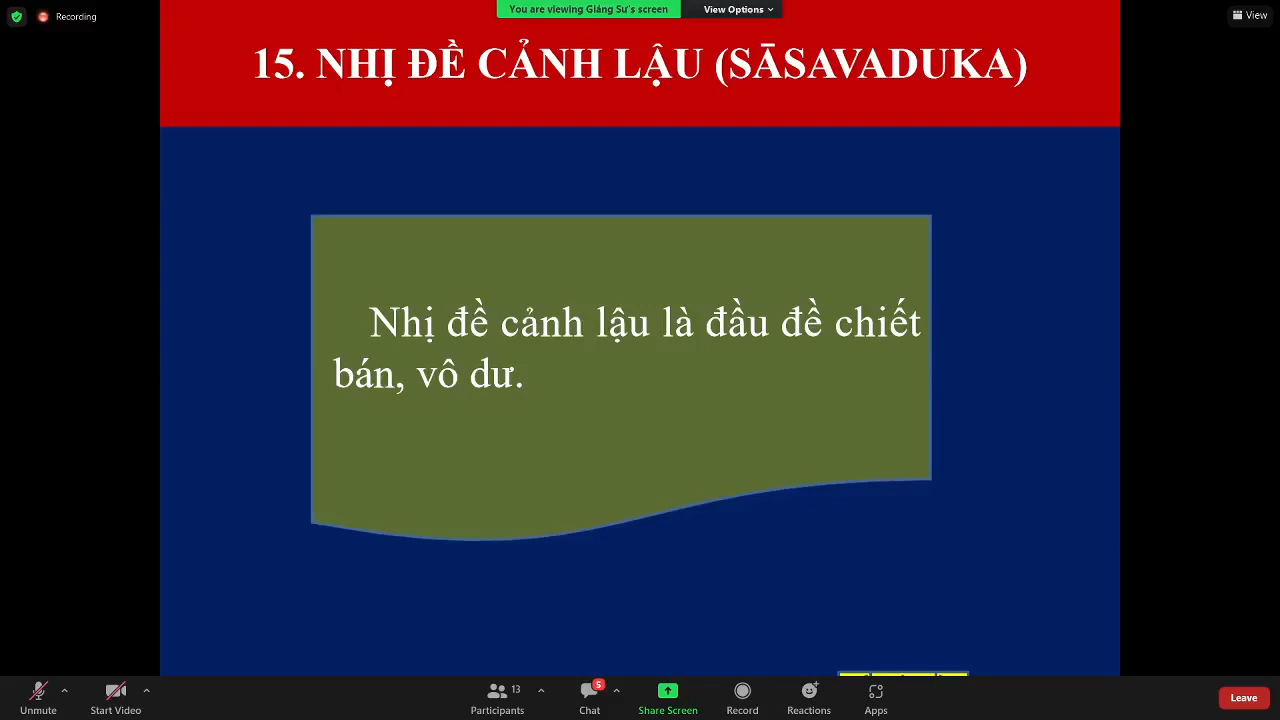 You are viewing Giảng Sư's screen
View Options
Recording
View
15. NHỊ ĐỀ CẢNH LẬU (SĀSAVADUKA)
Nhị đề cảnh lậu là đầu đề chiết
bán, vô dư.
Unmute
Start Video
13
Participants
5
Chat
Share Screen
Record
Reactions
Apps
Leave